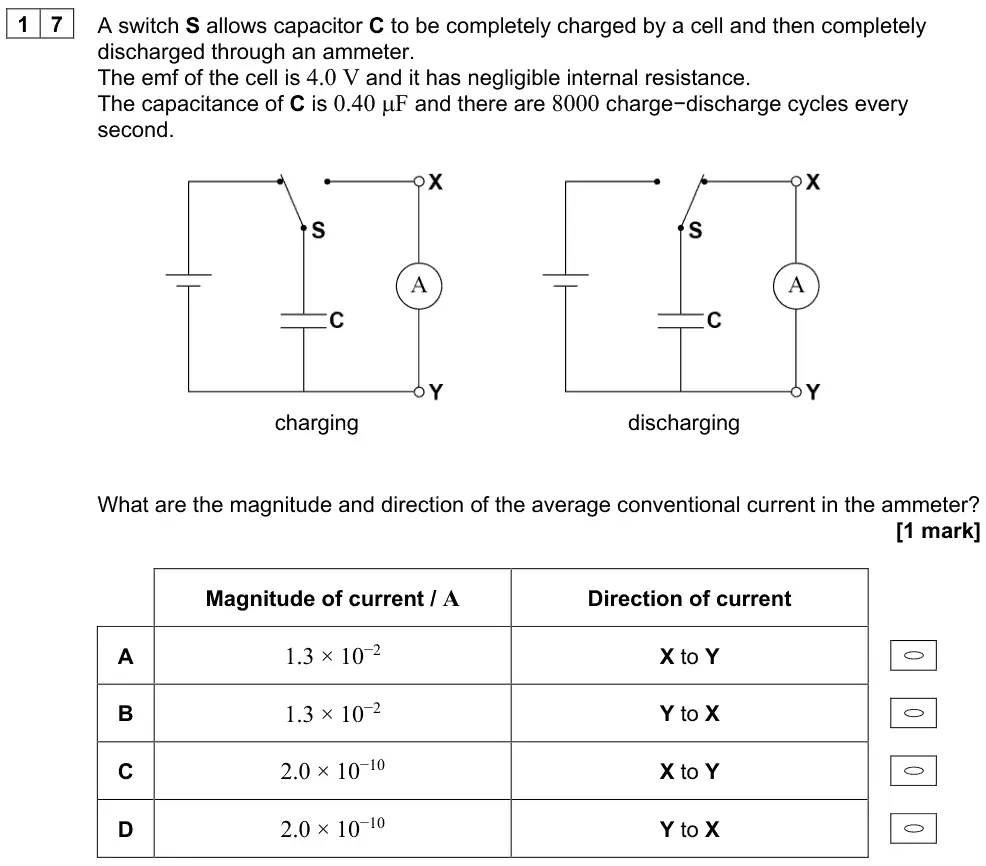 1 7 A switch S allows capacitor C to be completely charged by a cell and then completely
discharged through an ammeter.
The emf of the cell is 4.0 V and it has negligible internal resistance.
The capacitance of C is 0.40 µF and there are 8000 charge−discharge cycles every
second.
X X
S S
A A
C C
Y Y
charging discharging
What are the magnitude and direction of the average conventional current in the ammeter?
[1 mark]
Magnitude of current / A Direction of current
A 1.3 × 10⁻² X to Y
B 1.3 × 10⁻² Y to X
C 2.0 × 10⁻¹⁰ X to Y
D 2.0 × 10⁻¹⁰ Y to X